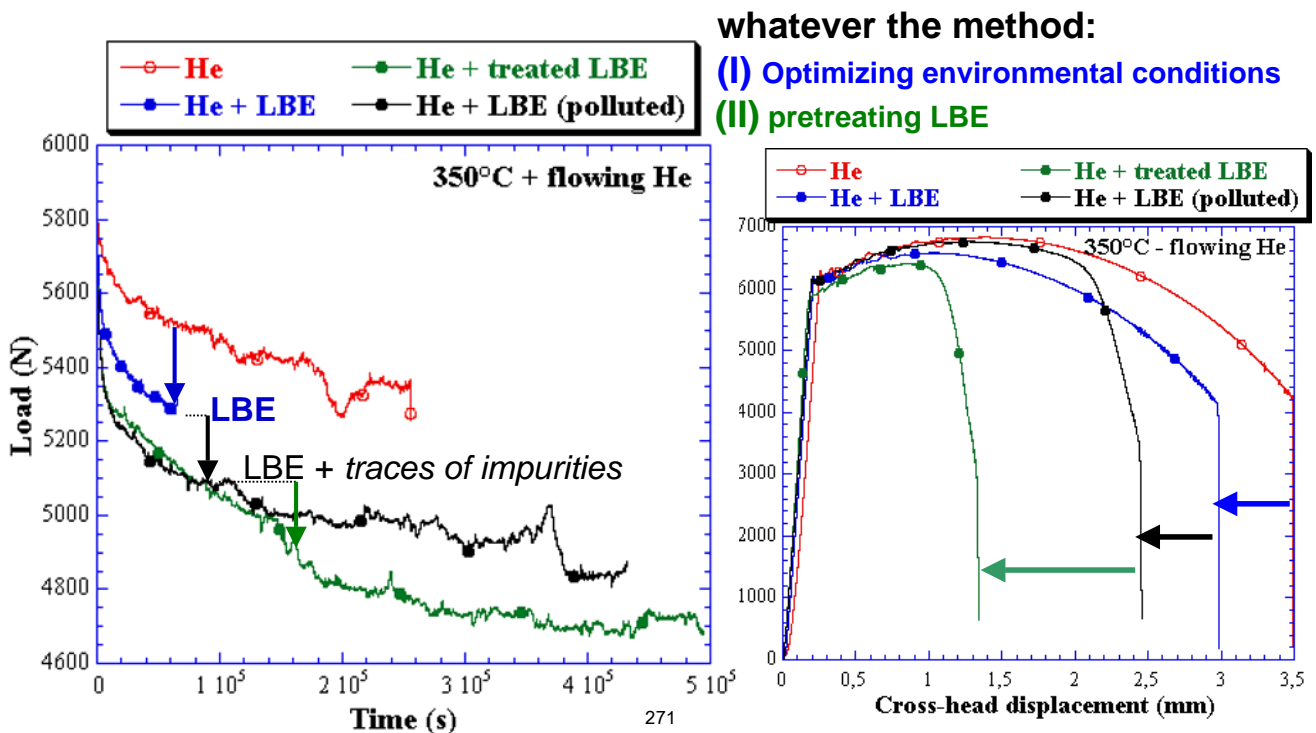 whatever the method:
(I) Optimizing environmental conditions
(II) pretreating LBE
He
He + treated LBE
He + LBE
He + LBE (polluted)
6000
5800
5600
5400
5200
5000
4800
4600
Load (N)
350°C + flowing He
LBE
LBE + traces of impurities
0
1 10⁵
2 10⁵
3 10⁵
4 10⁵
5 10⁵
Time (s)
271
He
He + treated LBE
He + LBE
He + LBE (polluted)
7000
6000
5000
4000
3000
2000
1000
0
350°C - flowing He
0
0,5
1
1,5
2
2,5
3
3,5
Cross-head displacement (mm)